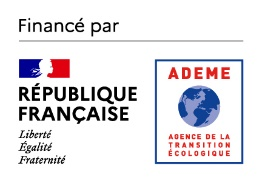 Financé par
RÉPUBLIQUE
FRANÇAISE
Liberté
Égalité
Fraternité
ADEME
AGENCE DE LA
TRANSITION
ÉCOLOGIQUE